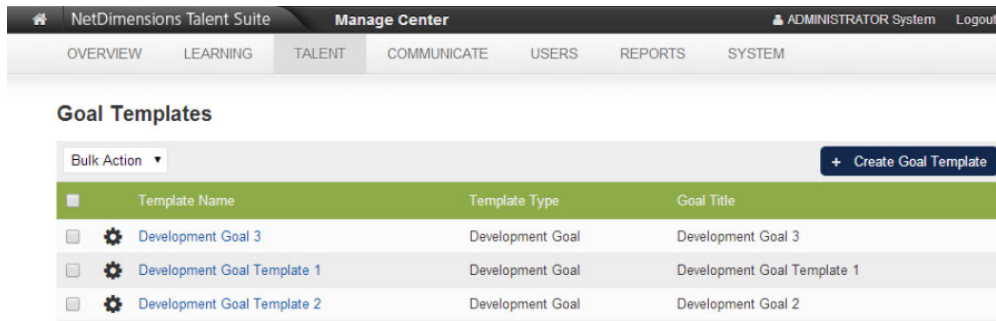 NetDimensions Talent Suite Manage Center ADMINISTRATOR System Logout
OVERVIEW LEARNING TALENT COMMUNICATE USERS REPORTS SYSTEM
Goal Templates
Bulk Action + Create Goal Template
Template Name Template Type Goal Title
Development Goal 3 Development Goal Development Goal 3
Development Goal Template 1 Development Goal Development Goal Template 1
Development Goal Template 2 Development Goal Development Goal 2